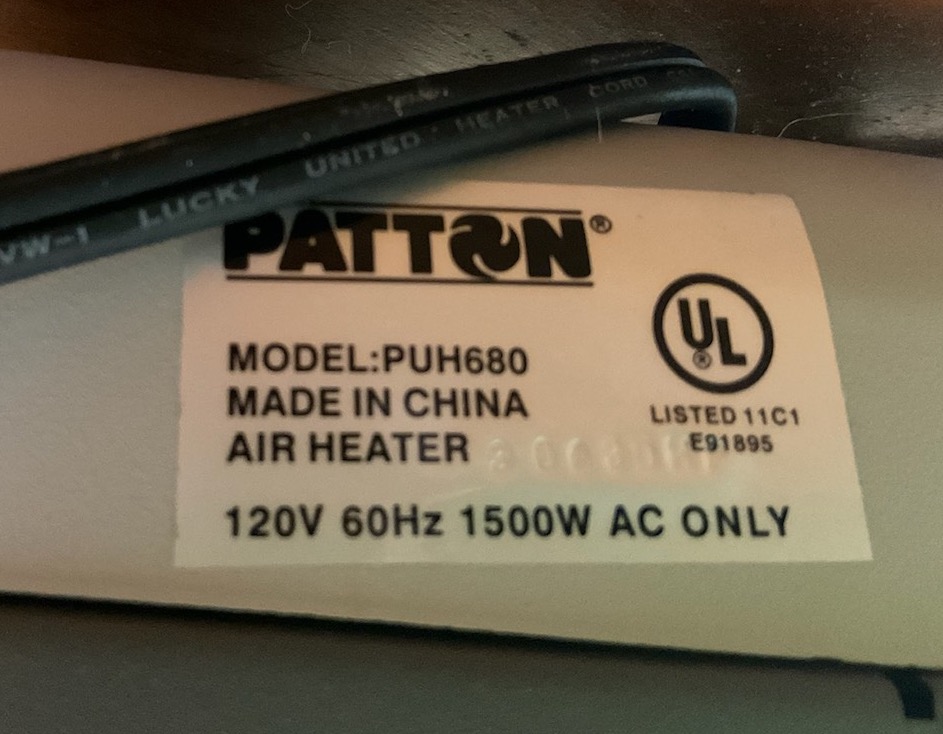 VW-1 LUCKY UNITED HEATER CORD
PATTON®
MODEL:PUH680
MADE IN CHINA
AIR HEATER
120V 60Hz 1500W AC ONLY
UL®
LISTED 11C1
E91895